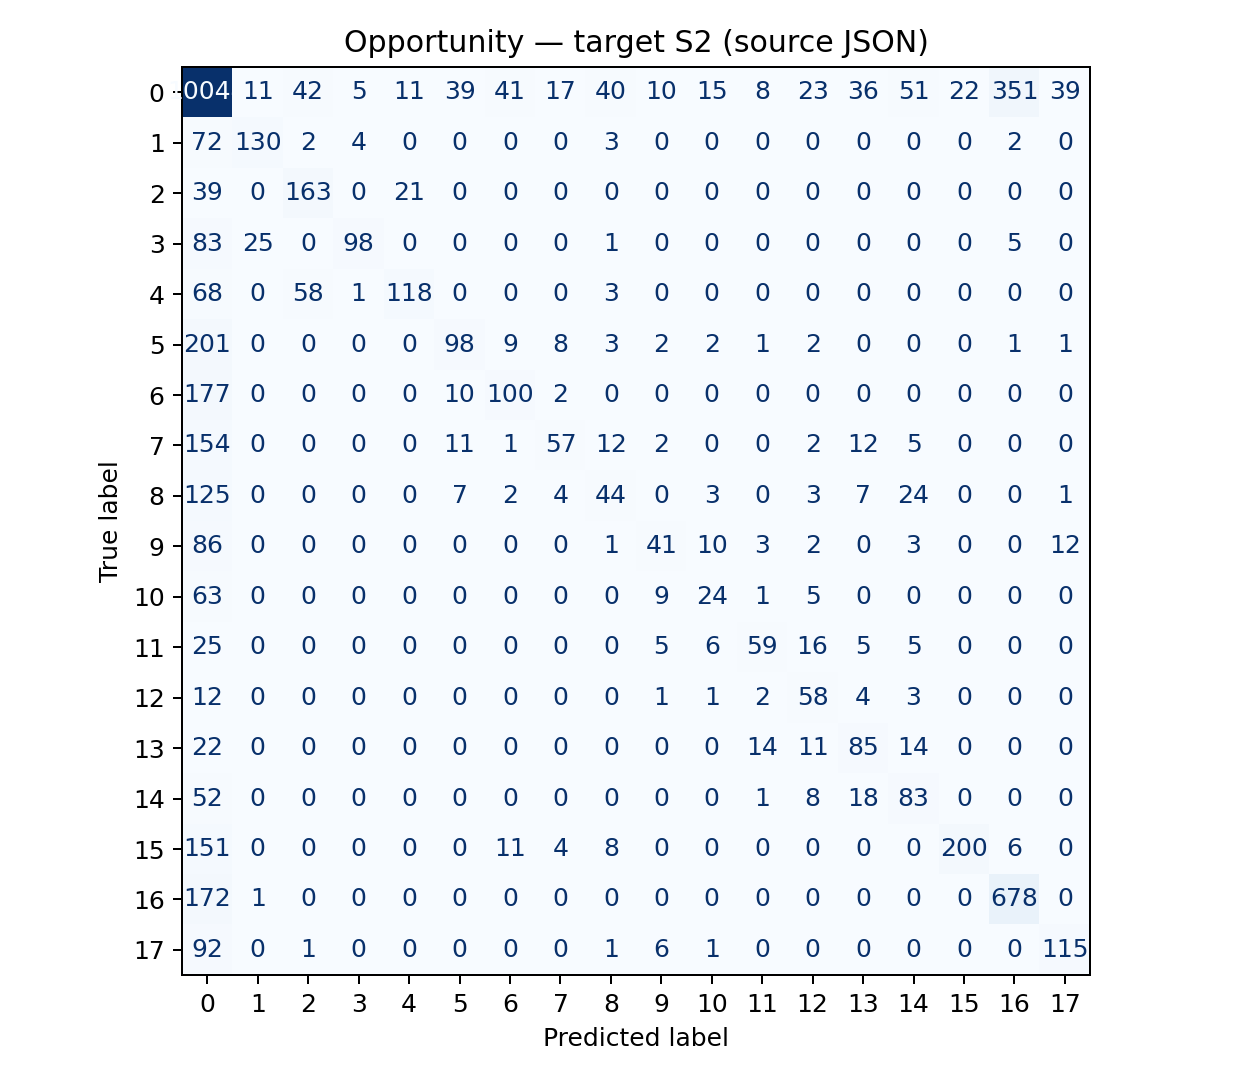 Opportunity — target S2 (source JSON)
0 004 11 42 5 11 39 41 17 40 10 15 8 23 36 51 22 351 39
1 72 130 2 4 0 0 0 0 3 0 0 0 0 0 0 0 2 0
2 39 0 163 0 21 0 0 0 0 0 0 0 0 0 0 0 0 0
3 83 25 0 98 0 0 0 0 1 0 0 0 0 0 0 0 5 0
4 68 0 58 1 118 0 0 0 3 0 0 0 0 0 0 0 0 0
5 201 0 0 0 0 98 9 8 3 2 2 1 2 0 0 0 1 1
6 177 0 0 0 0 10 100 2 0 0 0 0 0 0 0 0 0 0
7 154 0 0 0 0 11 1 57 12 2 0 0 2 12 5 0 0 0
8 125 0 0 0 0 7 2 4 44 0 3 0 3 7 24 0 0 1
9 86 0 0 0 0 0 0 0 1 41 10 3 2 0 3 0 0 12
10 63 0 0 0 0 0 0 0 0 9 24 1 5 0 0 0 0 0
11 25 0 0 0 0 0 0 0 0 5 6 59 16 5 5 0 0 0
12 12 0 0 0 0 0 0 0 0 1 1 2 58 4 3 0 0 0
13 22 0 0 0 0 0 0 0 0 0 0 14 11 85 14 0 0 0
14 52 0 0 0 0 0 0 0 0 0 0 1 8 18 83 0 0 0
15 151 0 0 0 0 0 11 4 8 0 0 0 0 0 0 200 6 0
16 172 1 0 0 0 0 0 0 0 0 0 0 0 0 0 0 678 0
17 92 0 1 0 0 0 0 0 1 6 1 0 0 0 0 0 0 115
0 1 2 3 4 5 6 7 8 9 10 11 12 13 14 15 16 17
Predicted label
True label